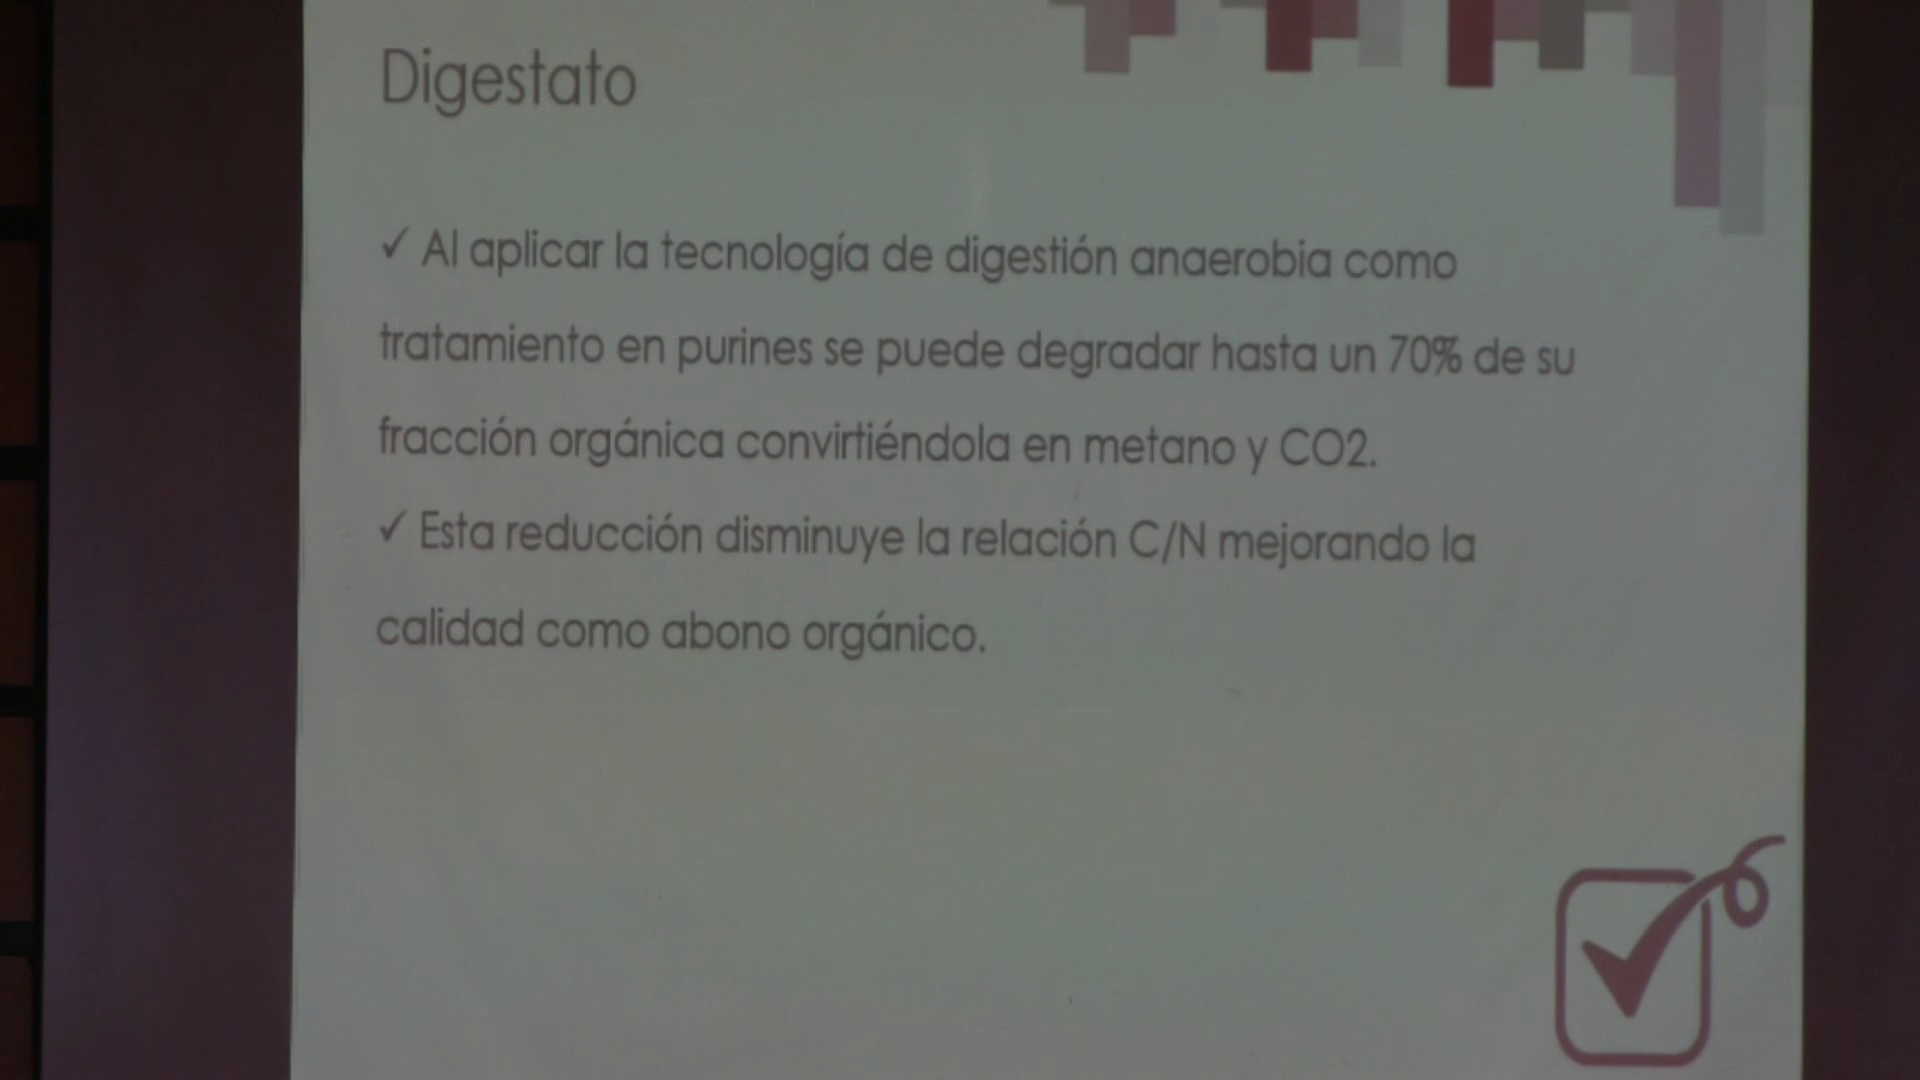 Digestato
✓ Al aplicar la tecnología de digestión anaerobia como
tratamiento en purines se puede degradar hasta un 70% de su
fracción orgánica convirtiéndola en metano y CO2.
✓ Esta reducción disminuye la relación C/N mejorando la
calidad como abono orgánico.